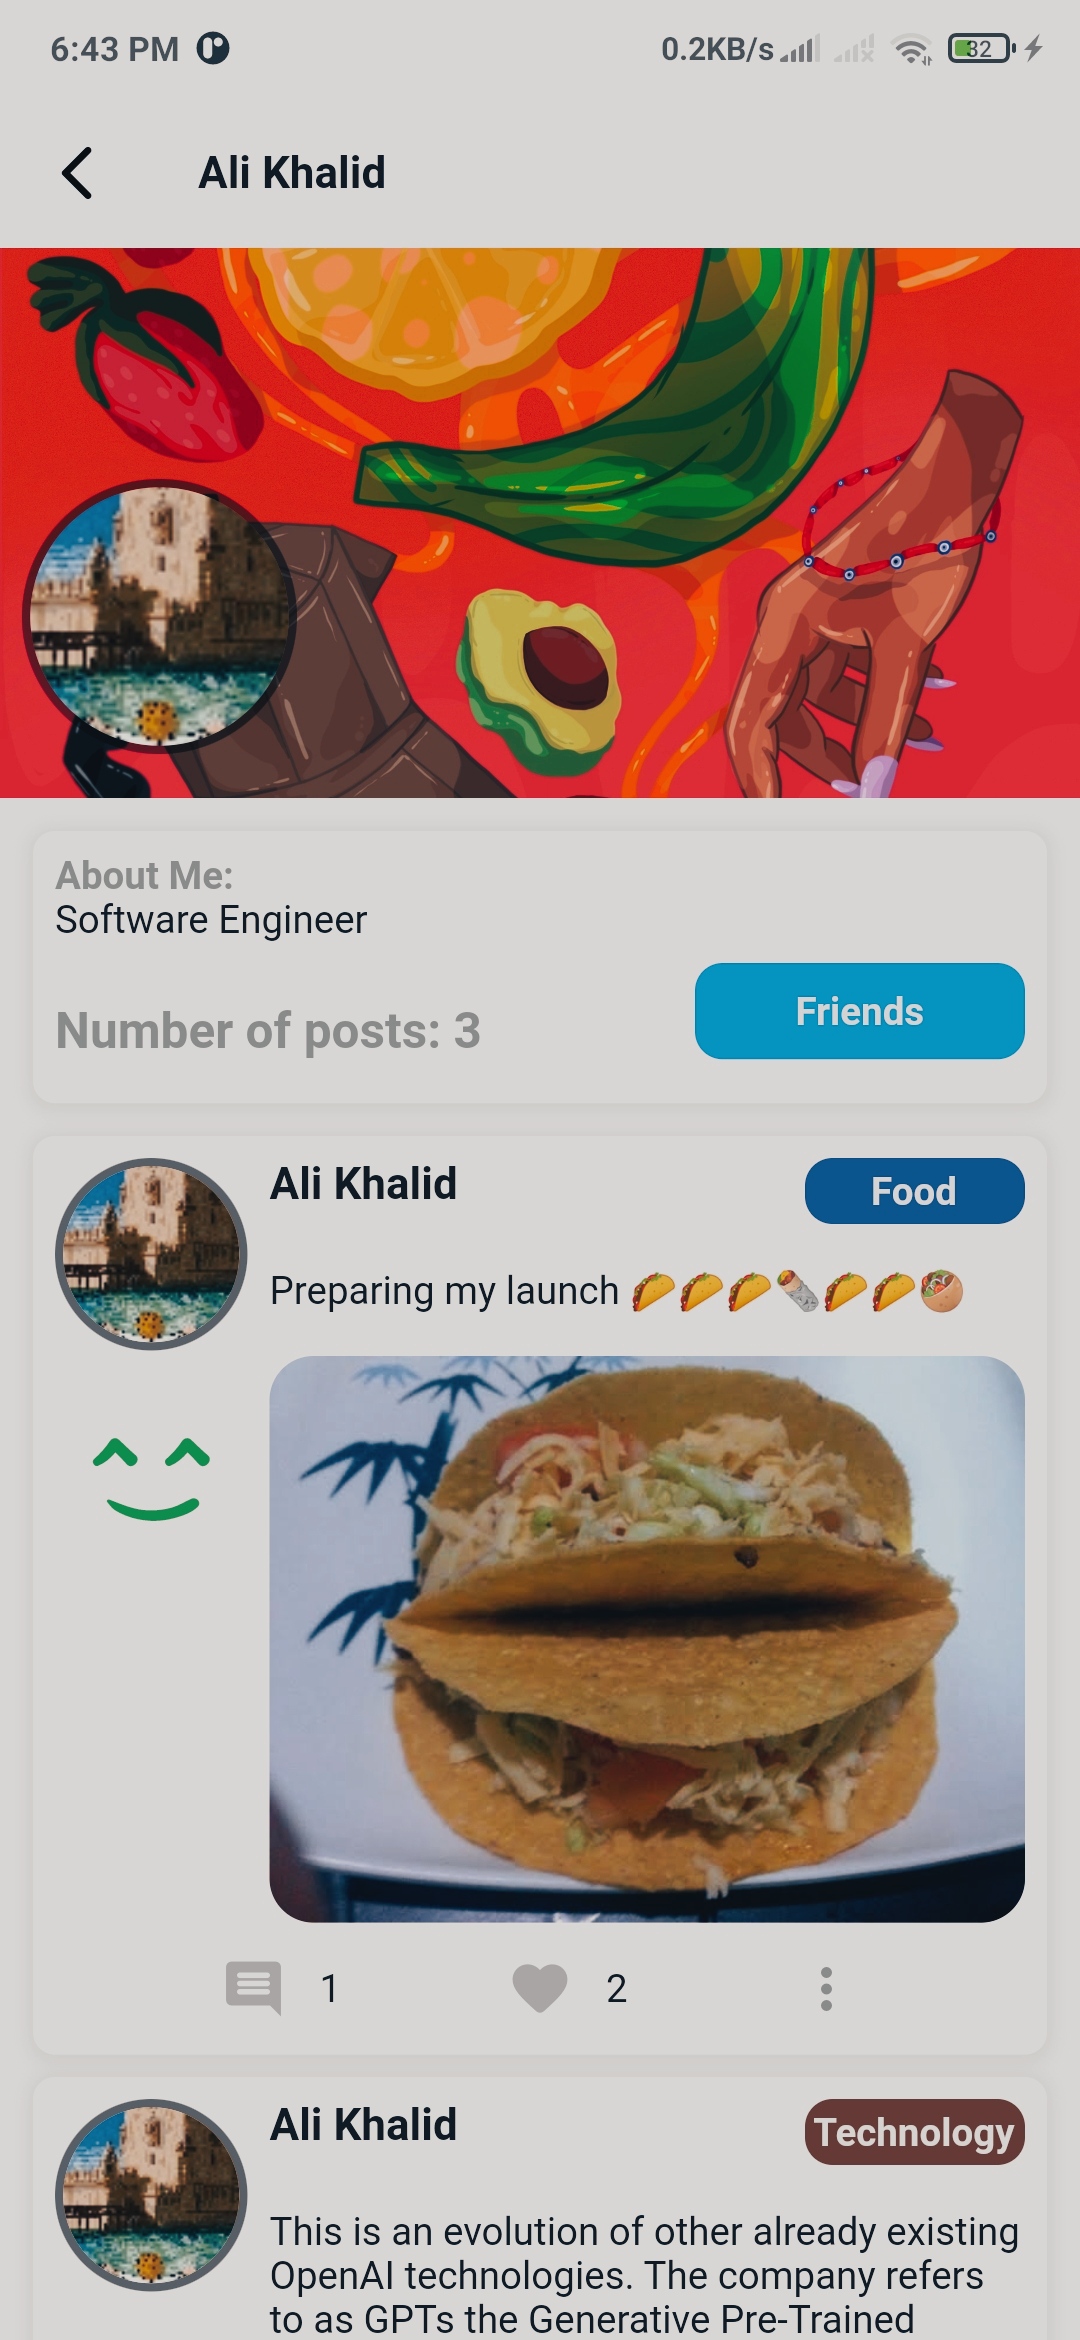 6:43 PM 0.2KB/s 32
Ali Khalid
About Me:
Software Engineer
Number of posts: 3
Friends
Ali Khalid
Food
Preparing my launch 🌮🌮🌮🌯🌮🌮🥙
1 2
Ali Khalid
Technology
This is an evolution of other already existing
OpenAI technologies. The company refers
to as GPTs the Generative Pre-Trained